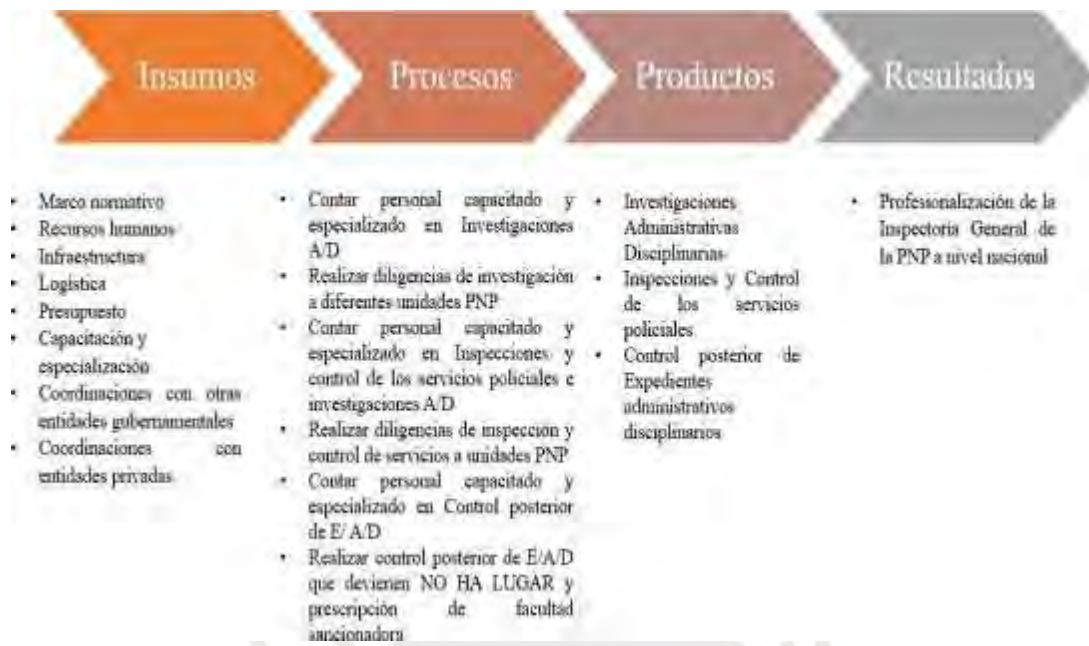 Insumos
Procesos
Productos
Resultados
• Marco normativo
• Recursos humanos
• Infraestructura
• Logística
• Presupuesto
• Capacitación y
especialización
• Coordinaciones con otras
entidades gubernamentales
• Coordinaciones con
entidades privadas
• Contar personal capacitado y
especializado en Investigaciones
A/D
• Realizar diligencias de investigación
a diferentes unidades PNP
• Contar personal capacitado y
especializado en Inspecciones y
control de los servicios policiales e
investigaciones A/D
• Realizar diligencias de inspección y
control de servicios a unidades PNP
• Contar personal capacitado y
especializado en Control posterior
de E/ A/D
• Realizar control posterior de E/A/D
que devienen NO HA LUGAR y
prescripción de facultad
sancionadora
• Investigaciones
Administrativas
Disciplinarias
• Inspecciones y Control
de los servicios
policiales
• Control posterior de
Expedientes
administrativos
disciplinarios
• Profesionalización de la
Inspectoría General de
la PNP a nivel nacional